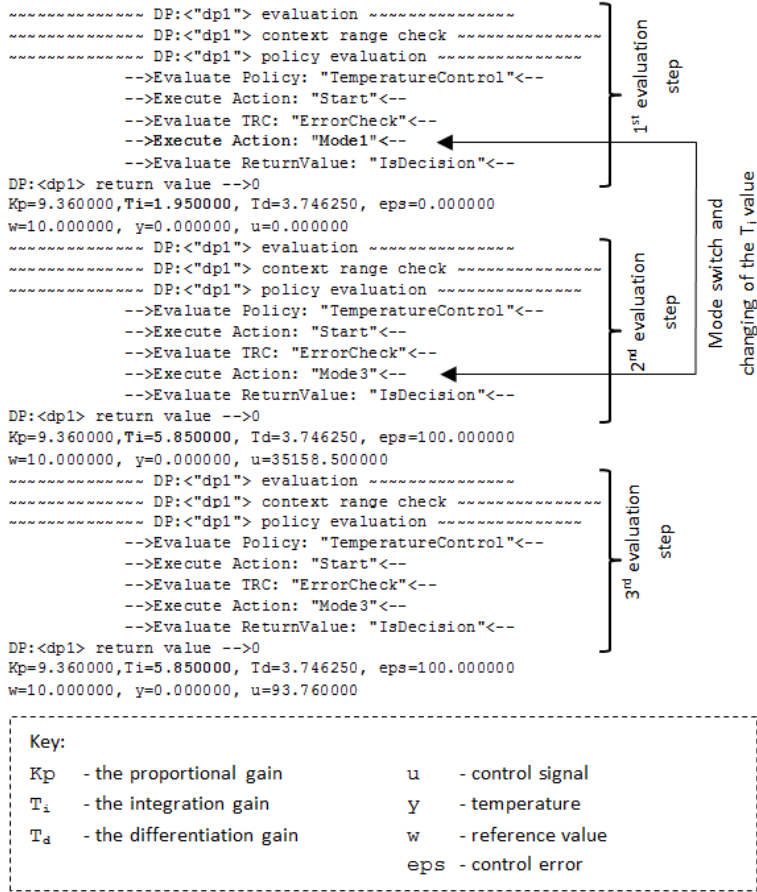 ~~~~~~~~~~~~~~ DP:<"dp1"> evaluation ~~~~~~~~~~~~~~~
~~~~~~~~~~~~~~ DP:<"dp1"> context range check ~~~~~~~~~~~~~~~
~~~~~~~~~~~~~~ DP:<"dp1"> policy evaluation ~~~~~~~~~~~~~~~
-->Evaluate Policy: "TemperatureControl"<--
-->Execute Action: "Start"<--
-->Evaluate TRC: "ErrorCheck"<--
-->Execute Action: "Mode1"<--
-->Evaluate ReturnValue: "IsDecision"<--
DP:<dp1> return value -->0
Kp=9.360000,Ti=1.950000, Td=3.746250, eps=0.000000
w=10.000000, y=0.000000, u=0.000000
1st evaluation
step
~~~~~~~~~~~~~~ DP:<"dp1"> evaluation ~~~~~~~~~~~~~~~
~~~~~~~~~~~~~~ DP:<"dp1"> context range check ~~~~~~~~~~~~~~~
~~~~~~~~~~~~~~ DP:<"dp1"> policy evaluation ~~~~~~~~~~~~~~~
-->Evaluate Policy: "TemperatureControl"<--
-->Execute Action: "Start"<--
-->Evaluate TRC: "ErrorCheck"<--
-->Execute Action: "Mode3"<--
-->Evaluate ReturnValue: "IsDecision"<--
DP:<dp1> return value -->0
Kp=9.360000,Ti=5.850000, Td=3.746250, eps=100.000000
w=10.000000, y=0.000000, u=35158.500000
2nd evaluation
step
Mode switch and
changing of the Ti value
~~~~~~~~~~~~~~ DP:<"dp1"> evaluation ~~~~~~~~~~~~~~~
~~~~~~~~~~~~~~ DP:<"dp1"> context range check ~~~~~~~~~~~~~~~
~~~~~~~~~~~~~~ DP:<"dp1"> policy evaluation ~~~~~~~~~~~~~~~
-->Evaluate Policy: "TemperatureControl"<--
-->Execute Action: "Start"<--
-->Evaluate TRC: "ErrorCheck"<--
-->Execute Action: "Mode3"<--
-->Evaluate ReturnValue: "IsDecision"<--
DP:<dp1> return value -->0
Kp=9.360000,Ti=5.850000, Td=3.746250, eps=100.000000
w=10.000000, y=0.000000, u=93.760000
3rd evaluation
step
Key:
Kp - the proportional gain
Ti - the integration gain
Td - the differentiation gain
u - control signal
y - temperature
w - reference value
eps - control error